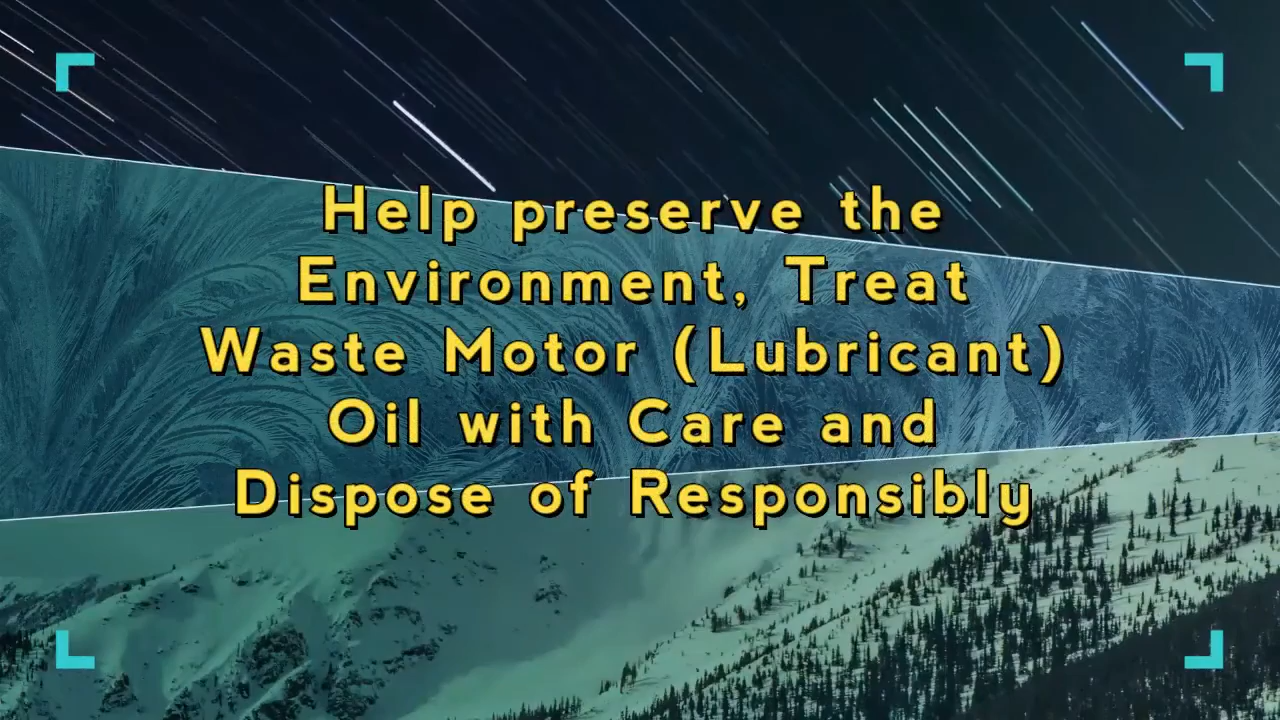 Help preserve the
Environment, Treat
Waste Motor (Lubricant)
Oil with Care and
Dispose of Responsibly